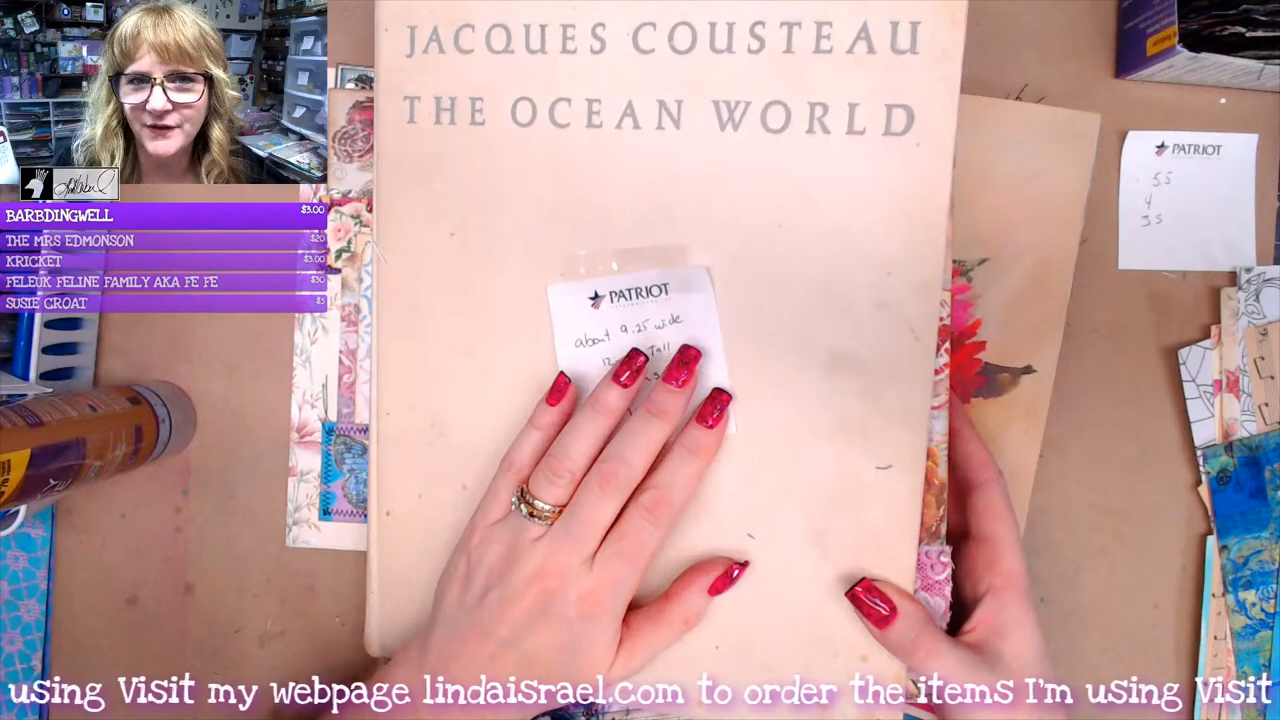 JACQUES COUSTEAU
THE OCEAN WORLD
BARBDINGWELL $3.00
THE MRS EDMONSON $20
KRICKET $3.00
FELEUK FELINE FAMILY AKA FE FE $30
SUSIE CROAT $5
PATRIOT
5.5
4
3.5
PATRIOT
about 9.25 wide
Tall
using Visit my webpage lindaisrael.com to order the items I'm using Visit